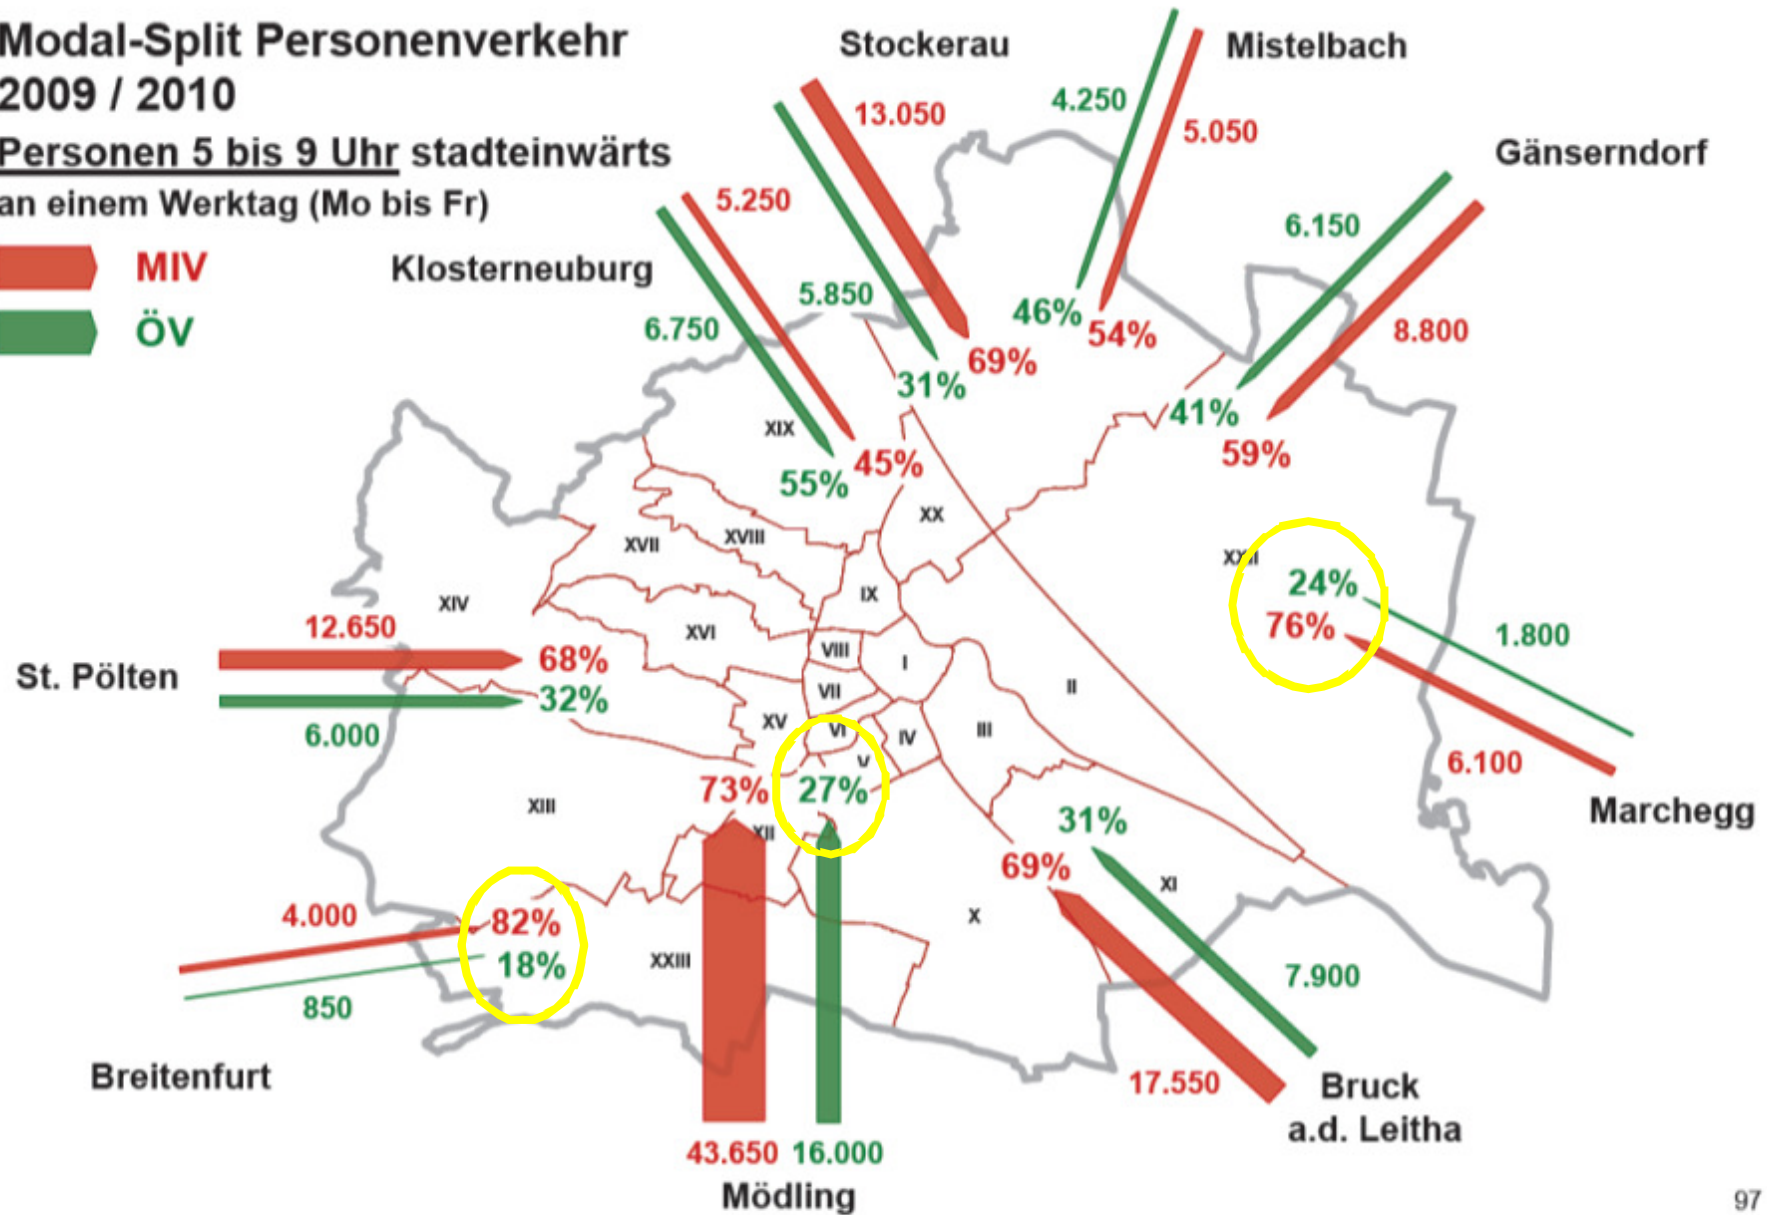 Modal-Split Personenverkehr
2009 / 2010
Personen 5 bis 9 Uhr stadteinwärts
an einem Werktag (Mo bis Fr)
MIV
ÖV
Stockerau
13.050
5.850
69%
31%
Mistelbach
4.250
5.050
46%
54%
Gänserndorf
6.150
8.800
41%
59%
Klosterneuburg
5.250
6.750
45%
55%
XIX
XX
XVIII
XVII
IX
XIV
XVI
VIII
I
II
VII
XV
VI
IV
III
V
XIII
XII
XI
X
XXIII
XXII
24%
76%
1.800
6.100
Marchegg
St. Pölten
12.650
68%
32%
6.000
73%
27%
43.650
16.000
Mödling
31%
69%
7.900
17.550
Bruck
a.d. Leitha
4.000
82%
18%
850
Breitenfurt
97